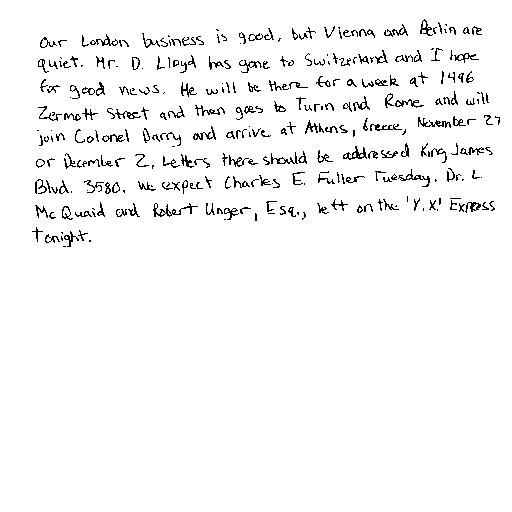 Our London business is good, but Vienna and Berlin are
quiet. Mr. D. Lloyd has gone to Switzerland and I hope
for good news. He will be there for a week at 1496
Zermott Street and then goes to Turin and Rome and will
join Colonel Parry and arrive at Athens, Greece, November 27
or December 2. Letters there should be addressed King James
Blvd. 3580. We expect Charles E. Fuller Tuesday. Dr. L.
McQuaid and Robert Unger, Esq., left on the 'Y.X.' Express
tonight.